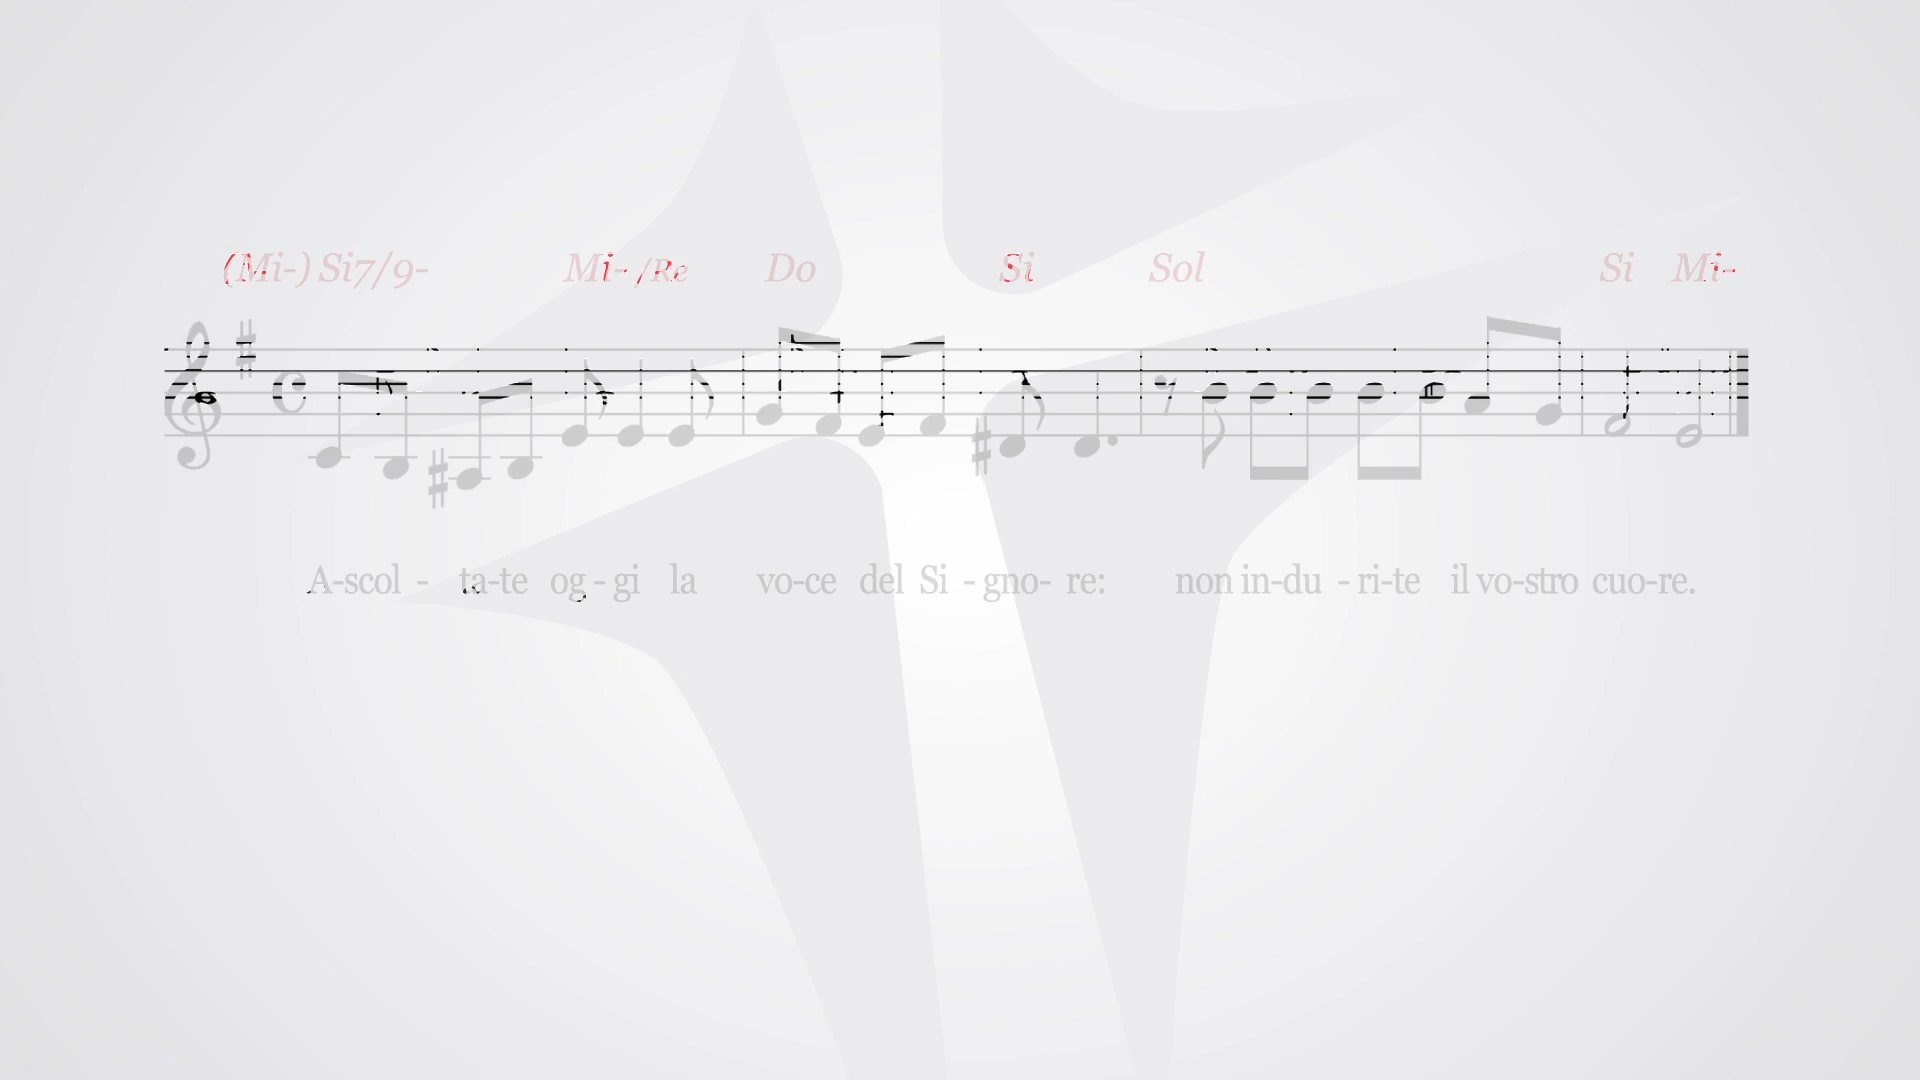 (Mi-) Si7/9- Mi- /Re Do Si Sol Si Mi-
A-scol - ta-te og - gi la vo-ce del Si - gno- re: non in-du - ri-te il vo-stro cuo-re.